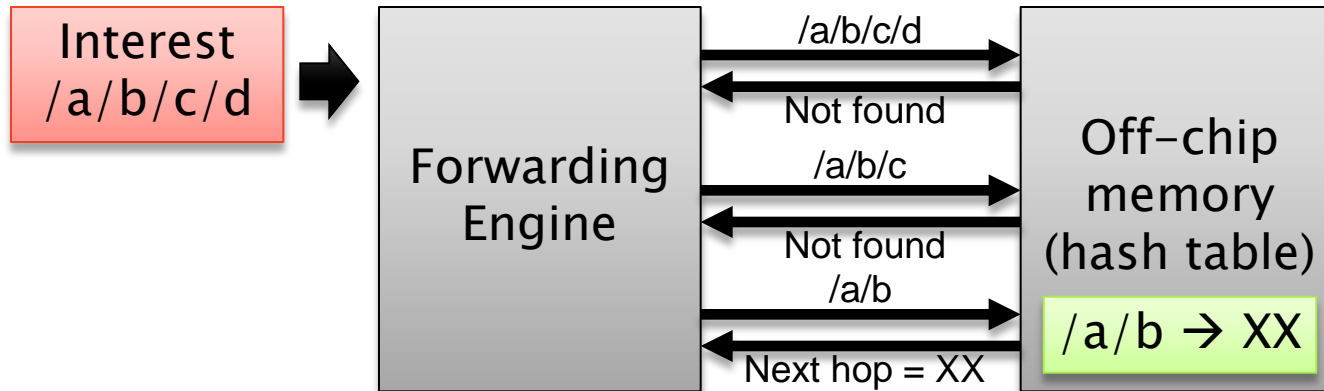 Interest
/a/b/c/d
Forwarding
Engine
/a/b/c/d
Not found
/a/b/c
Not found
/a/b
Next hop = XX
Off-chip
memory
(hash table)
/a/b → XX